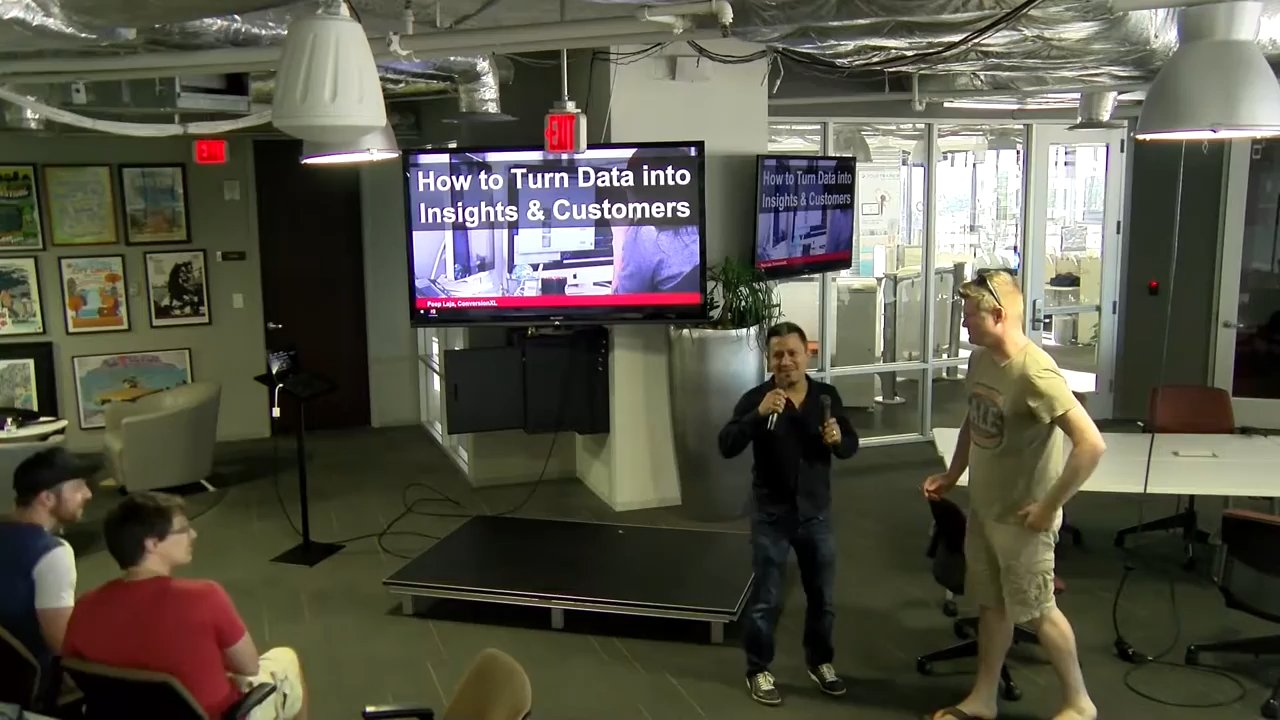 EXIT
EXIT
How to Turn Data into
Insights & Customers
Peep Laja, ConversionXL
How to Turn Data into
Insights & Customers